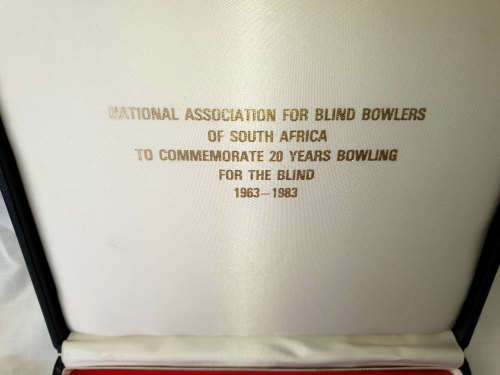 NATIONAL ASSOCIATION FOR BLIND BOWLERS
OF SOUTH AFRICA
TO COMMEMORATE 20 YEARS BOWLING
FOR THE BLIND
1963-1983